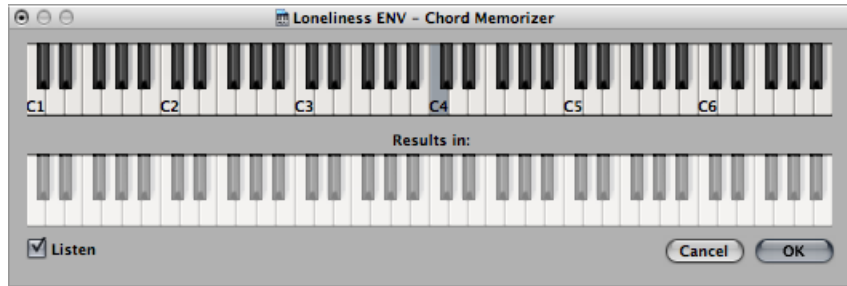 Loneliness ENV – Chord Memorizer
C1 C2 C3 C4 C5 C6
Results in:
Listen Cancel OK